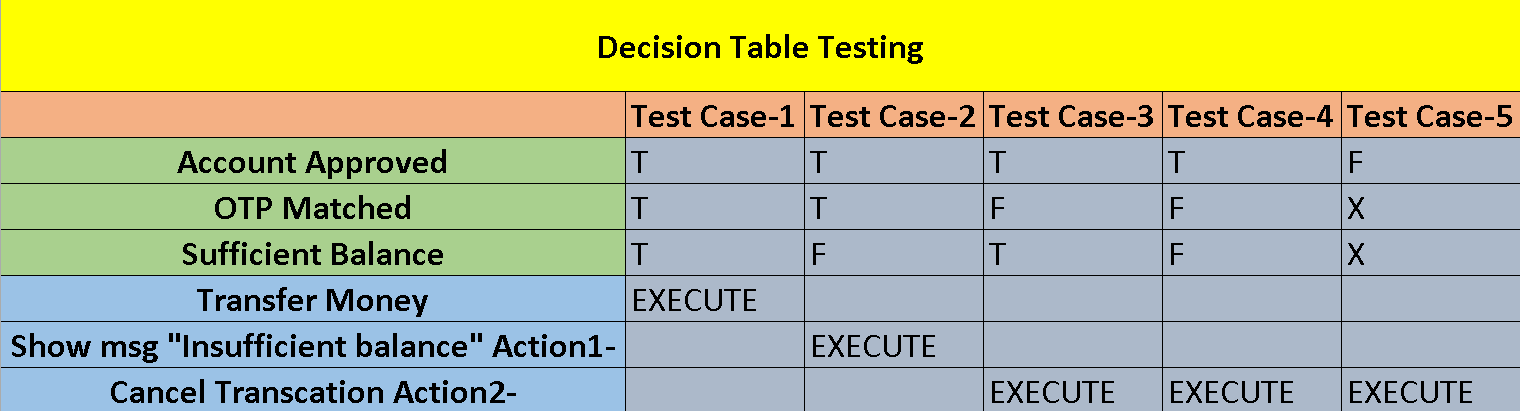 Decision Table Testing
Test Case-1 Test Case-2 Test Case-3 Test Case-4 Test Case-5
Account Approved T T T T F
OTP Matched T T F F X
Sufficient Balance T F T F X
Transfer Money EXECUTE
Show msg "Insufficient balance" Action1- EXECUTE
Cancel Transcation Action2- EXECUTE EXECUTE EXECUTE